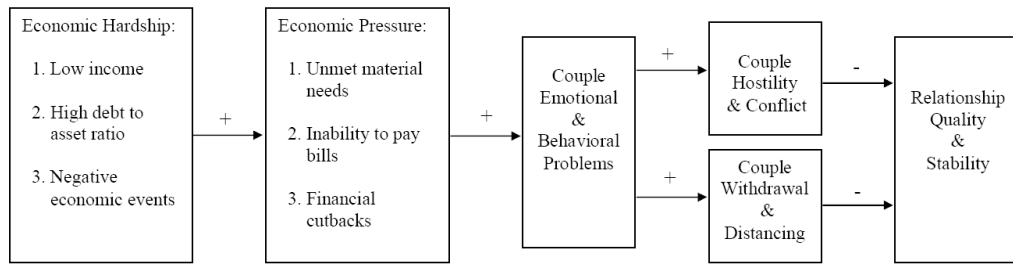 Economic Hardship:
1. Low income
2. High debt to
asset ratio
3. Negative
economic events
+
Economic Pressure:
1. Unmet material
needs
2. Inability to pay
bills
3. Financial
cutbacks
+
Couple
Emotional
&
Behavioral
Problems
+
+
Couple
Hostility
& Conflict
Couple
Withdrawal
&
Distancing
-
-
Relationship
Quality
&
Stability